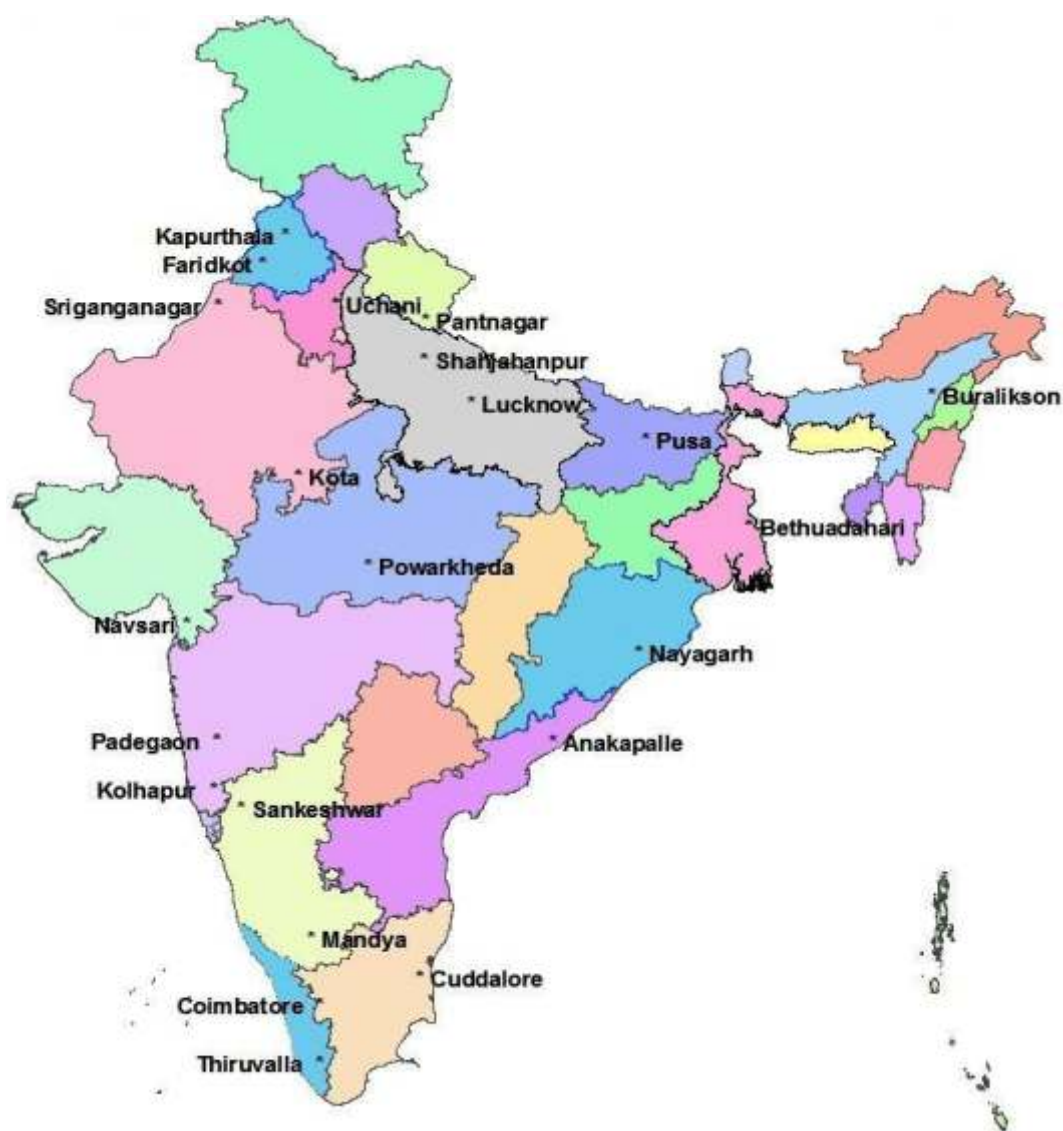 Kapurthala
Faridkot
Sriganganagar
Uchani
Pantnagar
Shahjahanpur
Lucknow
Buralikson
Pusa
Kota
Bethuadahari
Powarkheda
Navsari
Nayagarh
Padegaon
Anakapalle
Kolhapur
Sankeshwar
Mandya
Cuddalore
Coimbatore
Thiruvalla